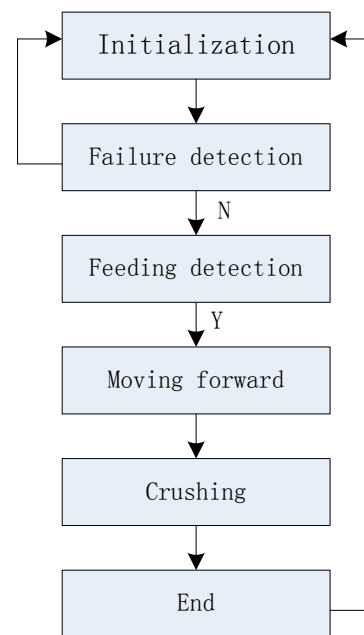 Initialization
Failure detection
N
Feeding detection
Y
Moving forward
Crushing
End